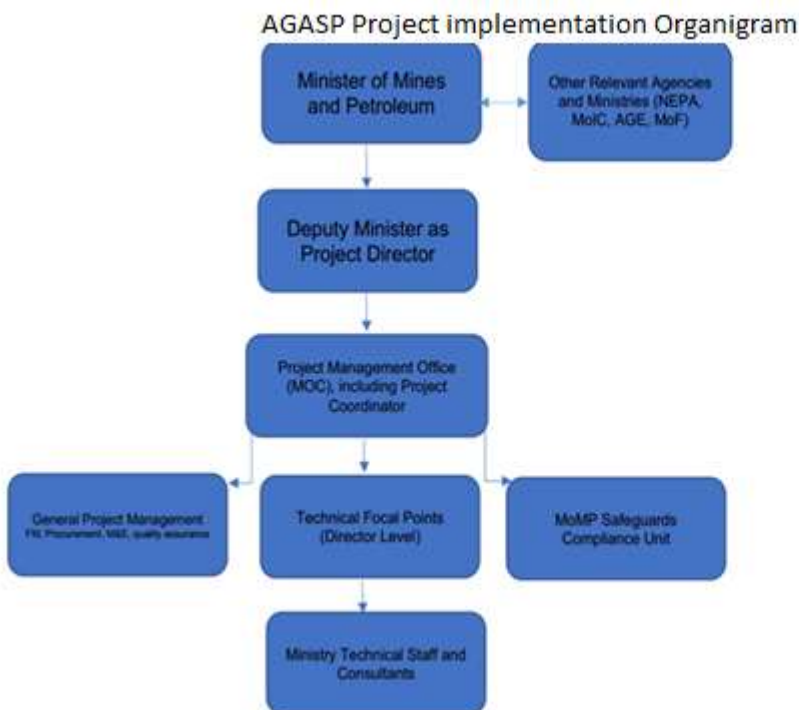 AGASP Project implementation Organigram
Minister of Mines
and Petroleum
Other Relevant Agencies
and Ministries (NEPA,
MoIC, AGE, MoF)
Deputy Minister as
Project Director
Project Management Office
(MOC), including Project
Coordinator
General Project Management
FM, Procurement, M&E, quality assurance
Technical Focal Points
(Director Level)
MoMP Safeguards
Compliance Unit
Ministry Technical Staff and
Consultants